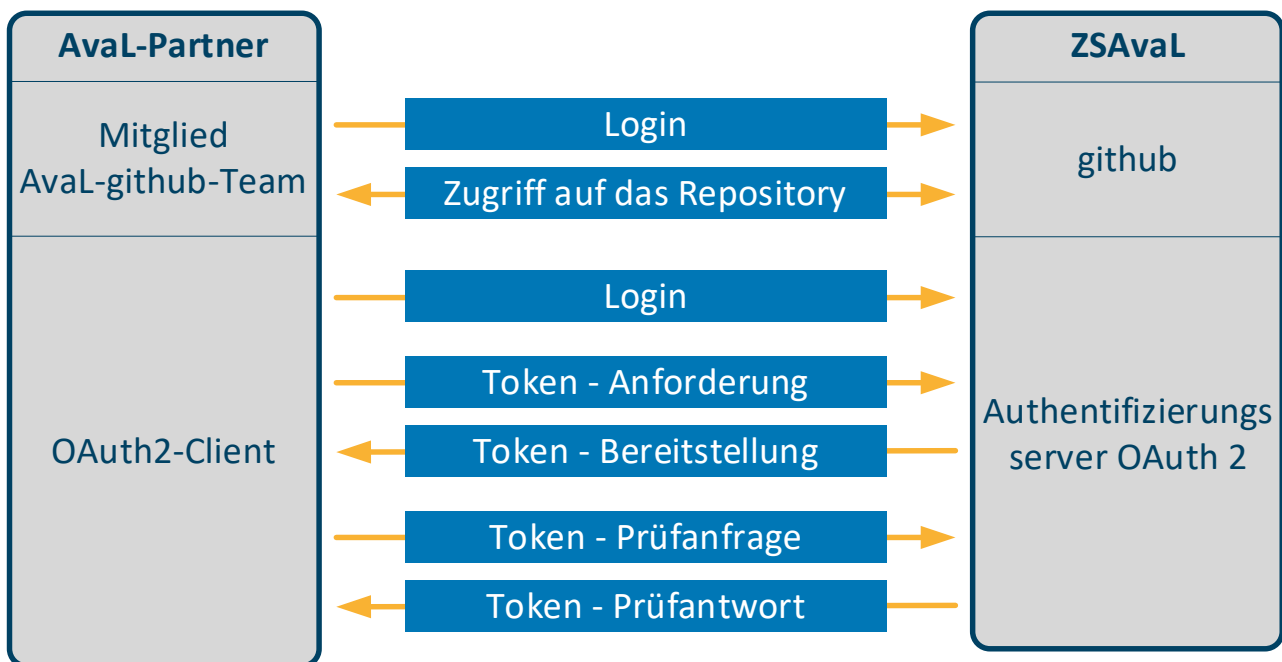 AvaL-Partner
Mitglied
AvaL-github-Team
OAuth2-Client
Login
Zugriff auf das Repository
Login
Token - Anforderung
Token - Bereitstellung
Token - Prüfanfrage
Token - Prüfantwort
ZSAvaL
github
Authentifizierungs
server OAuth 2